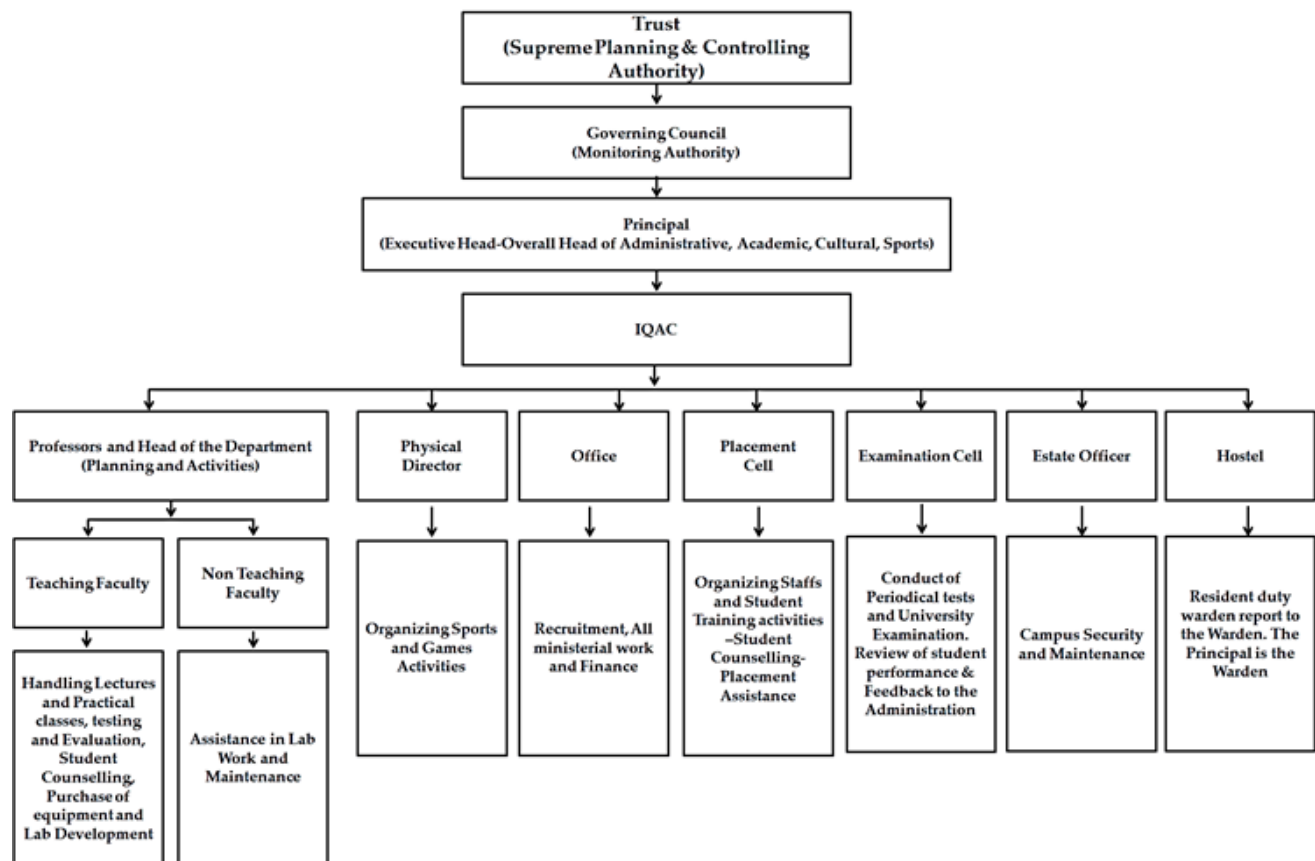 Trust
(Supreme Planning & Controlling
Authority)
Governing Council
(Monitoring Authority)
Principal
(Executive Head-Overall Head of Administrative, Academic, Cultural, Sports)
IQAC
Professors and Head of the Department
(Planning and Activities)
Physical
Director
Office
Placement
Cell
Examination Cell
Estate Officer
Hostel
Teaching Faculty
Non Teaching
Faculty
Organizing Sports
and Games
Activities
Recruitment, All
ministerial work
and Finance
Organizing Staffs
and Student
Training activities
–Student
Counselling-
Placement
Assistance
Conduct of
Periodical tests
and University
Examination.
Review of student
performance &
Feedback to the
Administration
Campus Security
and Maintenance
Resident duty
warden report to
the Warden. The
Principal is the
Warden
Handling Lectures
and Practical
classes, testing
and Evaluation,
Student
Counselling,
Purchase of
equipment and
Lab Development
Assistance in Lab
Work and
Maintenance